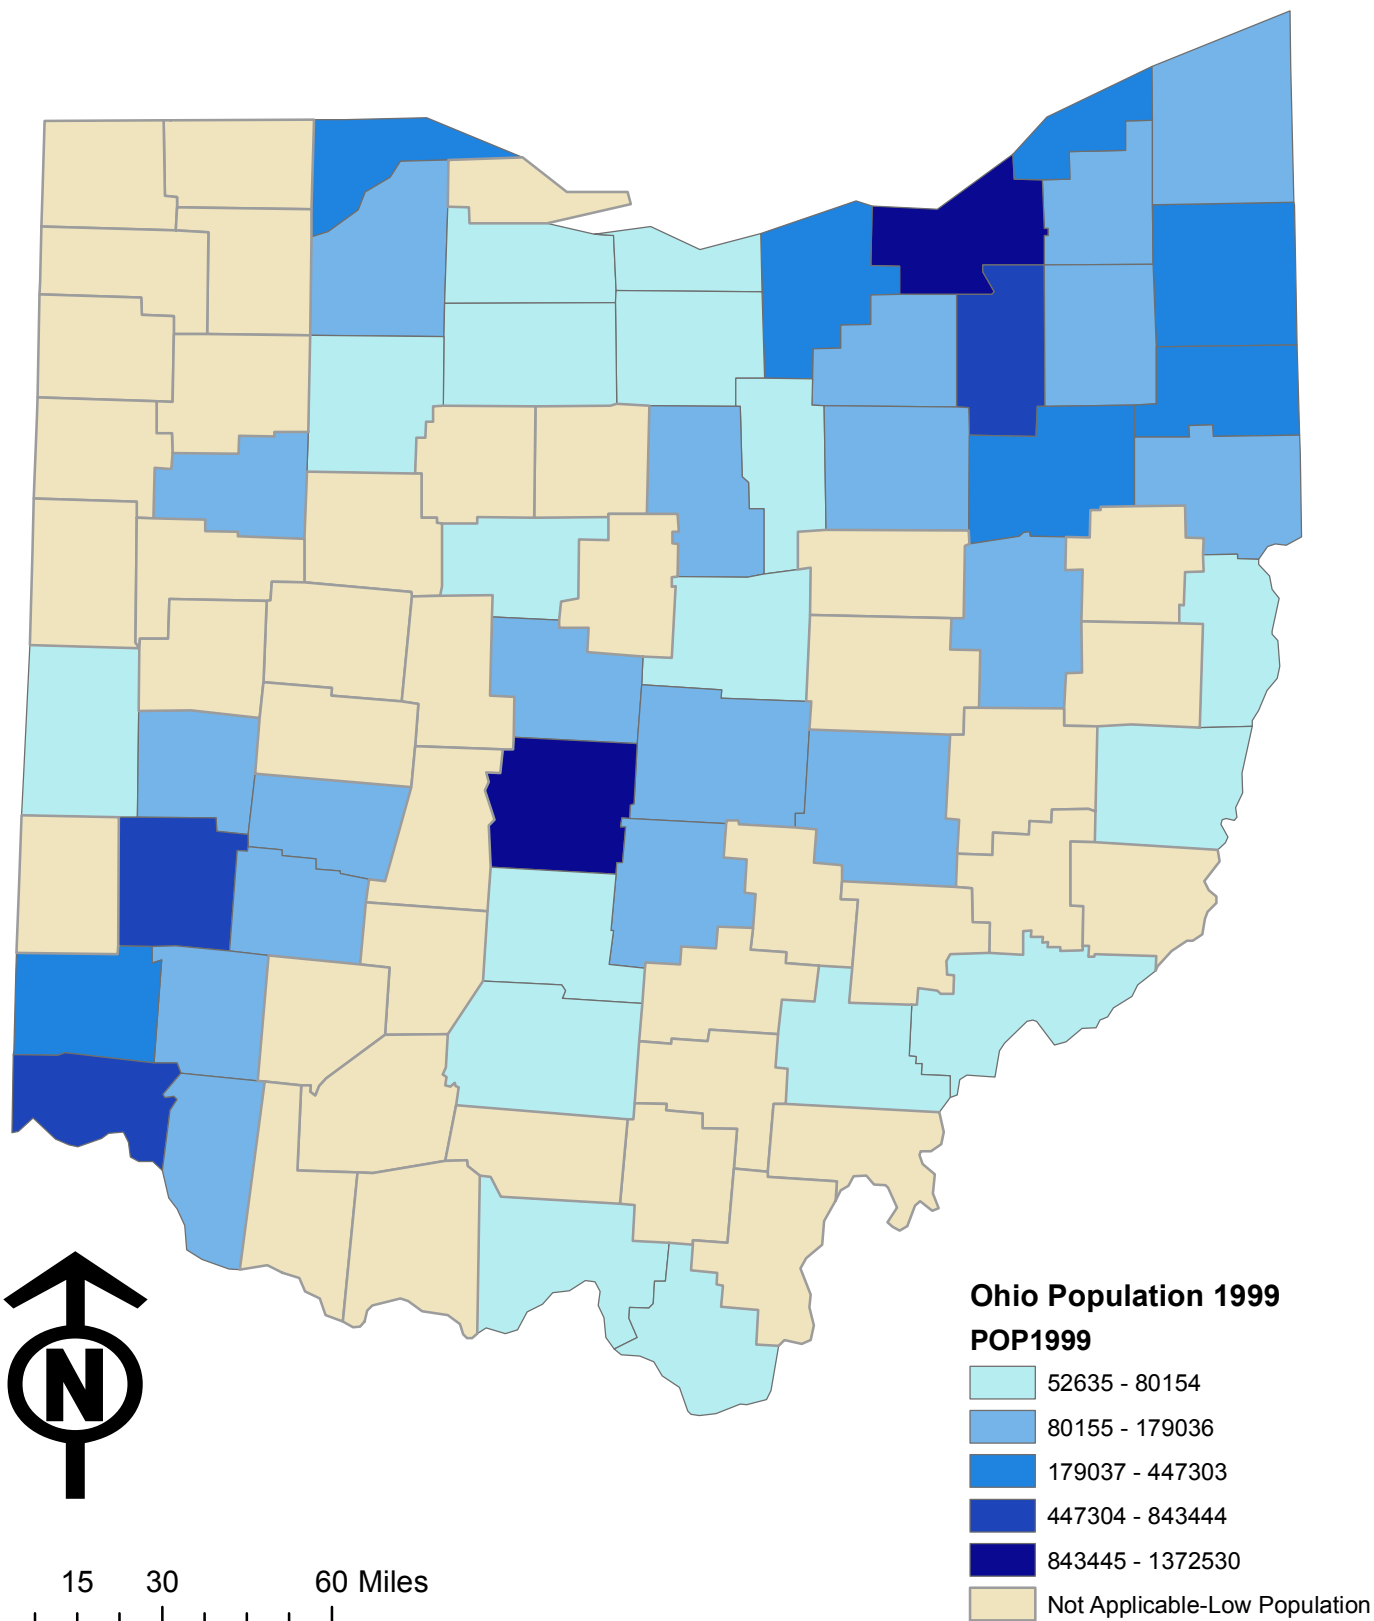 N
Ohio Population 1999
POP1999
52635 - 80154
80155 - 179036
179037 - 447303
447304 - 843444
843445 - 1372530
Not Applicable-Low Population
15 30 60 Miles